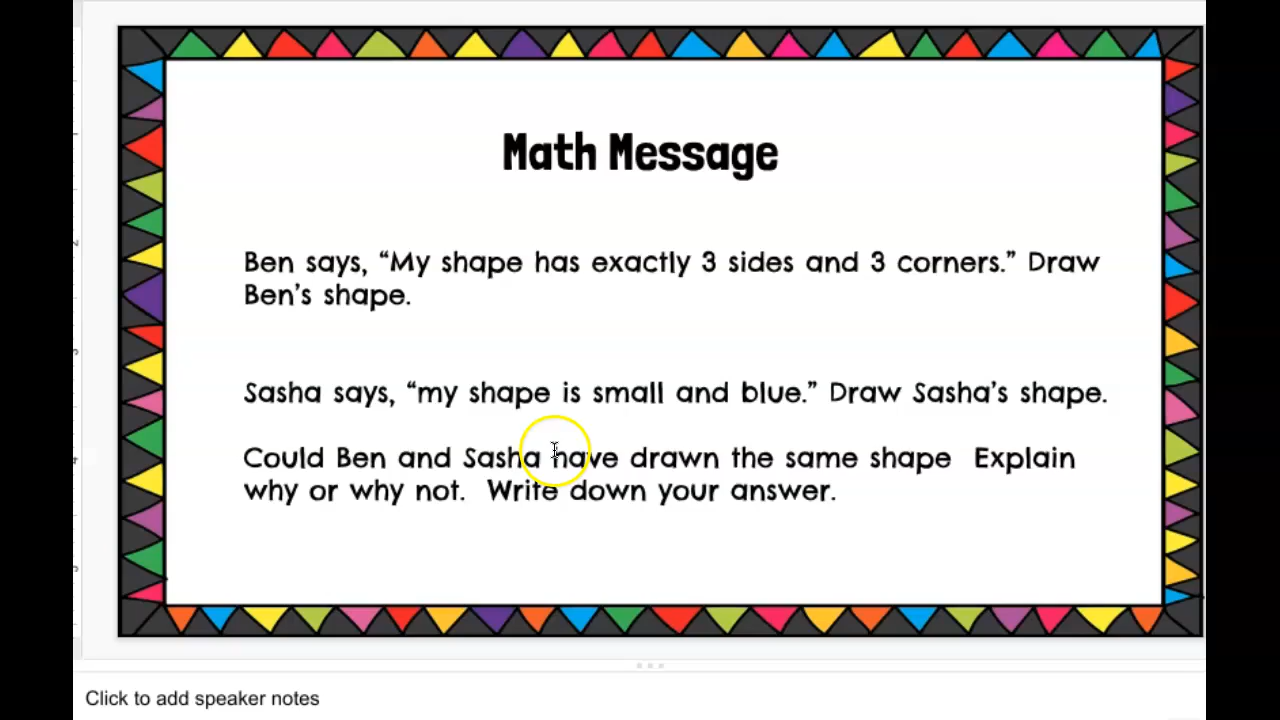 Math Message
Ben says, “My shape has exactly 3 sides and 3 corners.” Draw
Ben’s shape.
Sasha says, “my shape is small and blue.” Draw Sasha’s shape.
Could Ben and Sasha have drawn the same shape  Explain
why or why not.  Write down your answer.
Click to add speaker notes